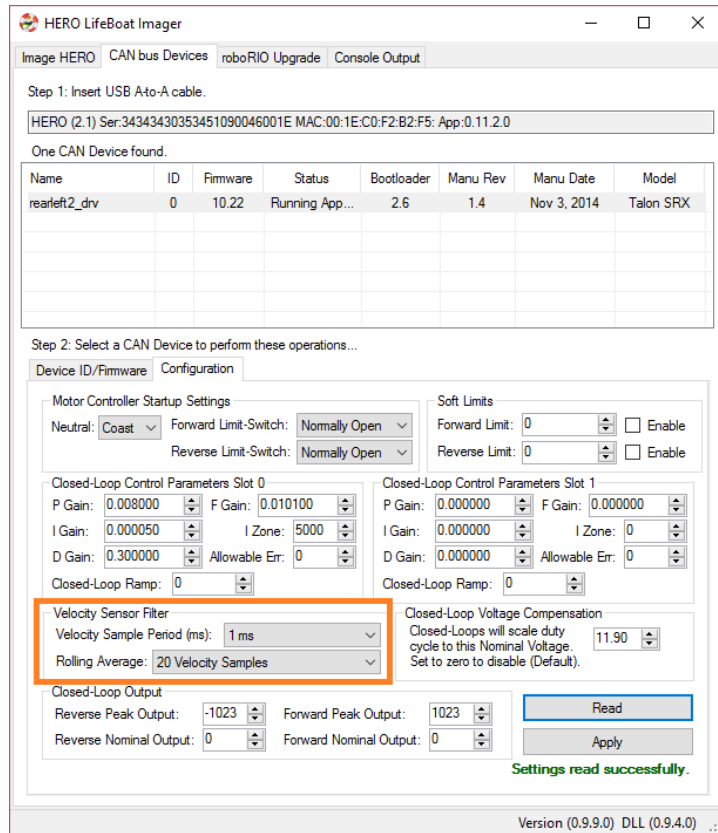 HERO LifeBoat Imager
Image HERO CAN bus Devices roboRIO Upgrade Console Output
Step 1: Insert USB A-to-A cable.
HERO (2.1) Ser:34343430353451090046001E MAC:00:1E:C0:F2:B2:F5: App:0.11.2.0
One CAN Device found.
Name ID Firmware Status Bootloader Manu Rev Manu Date Model
rearleft2_drv 0 10.22 Running App... 2.6 1.4 Nov 3, 2014 Talon SRX
Step 2: Select a CAN Device to perform these operations...
Device ID/Firmware Configuration
Motor Controller Startup Settings
Neutral: Coast Forward Limit-Switch: Normally Open
Reverse Limit-Switch: Normally Open
Soft Limits
Forward Limit: 0 Enable
Reverse Limit: 0 Enable
Closed-Loop Control Parameters Slot 0
P Gain: 0.008000 F Gain: 0.010100
I Gain: 0.000050 I Zone: 5000
D Gain: 0.300000 Allowable Err: 0
Closed-Loop Ramp: 0
Closed-Loop Control Parameters Slot 1
P Gain: 0.000000 F Gain: 0.000000
I Gain: 0.000000 I Zone: 0
D Gain: 0.000000 Allowable Err: 0
Closed-Loop Ramp: 0
Velocity Sensor Filter
Velocity Sample Period (ms): 1 ms
Rolling Average: 20 Velocity Samples
Closed-Loop Voltage Compensation
Closed-Loops will scale duty
cycle to this Nominal Voltage.
Set to zero to disable (Default).
11.90
Closed-Loop Output
Reverse Peak Output: -1023 Forward Peak Output: 1023
Reverse Nominal Output: 0 Forward Nominal Output: 0
Read
Apply
Settings read successfully.
Version (0.9.9.0) DLL (0.9.4.0)